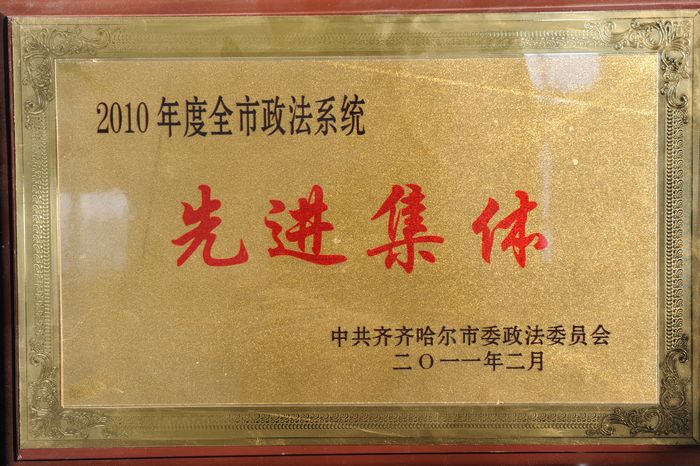 2010年度全市政法系统
先进集体
中共齐齐哈尔市委政法委员会
二〇一一年二月